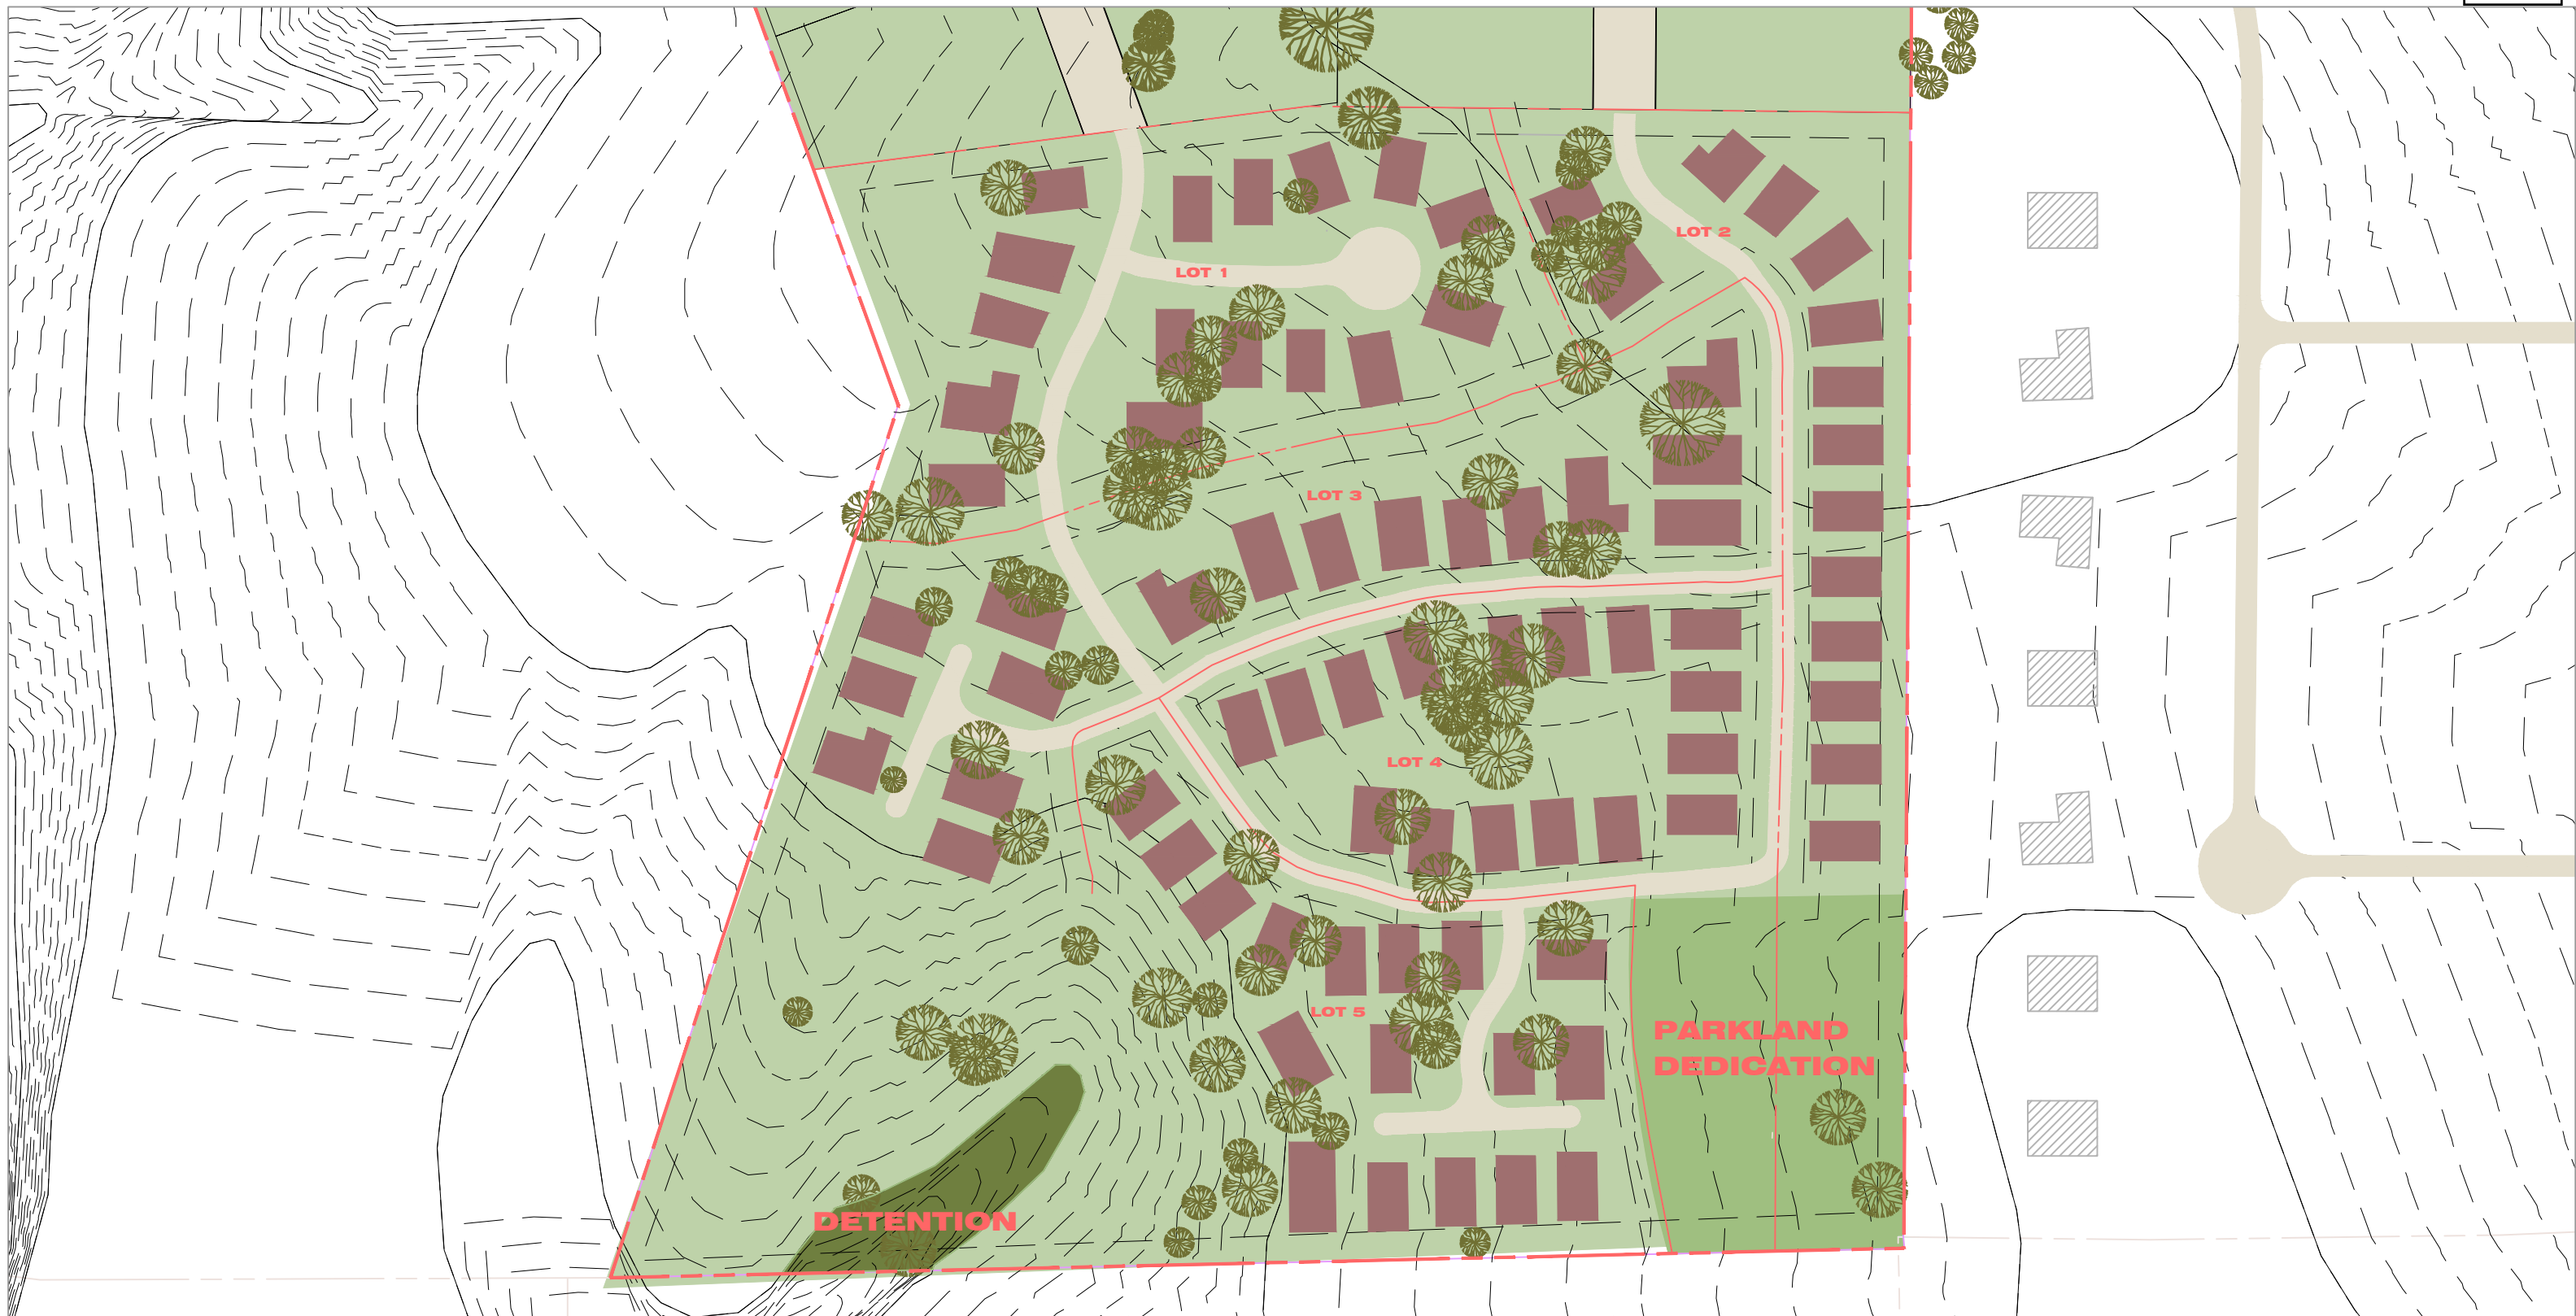 LOT 2
LOT 1
LOT 3
LOT 4
LOT 5
PARKLAND
DEDICATION
DETENTION